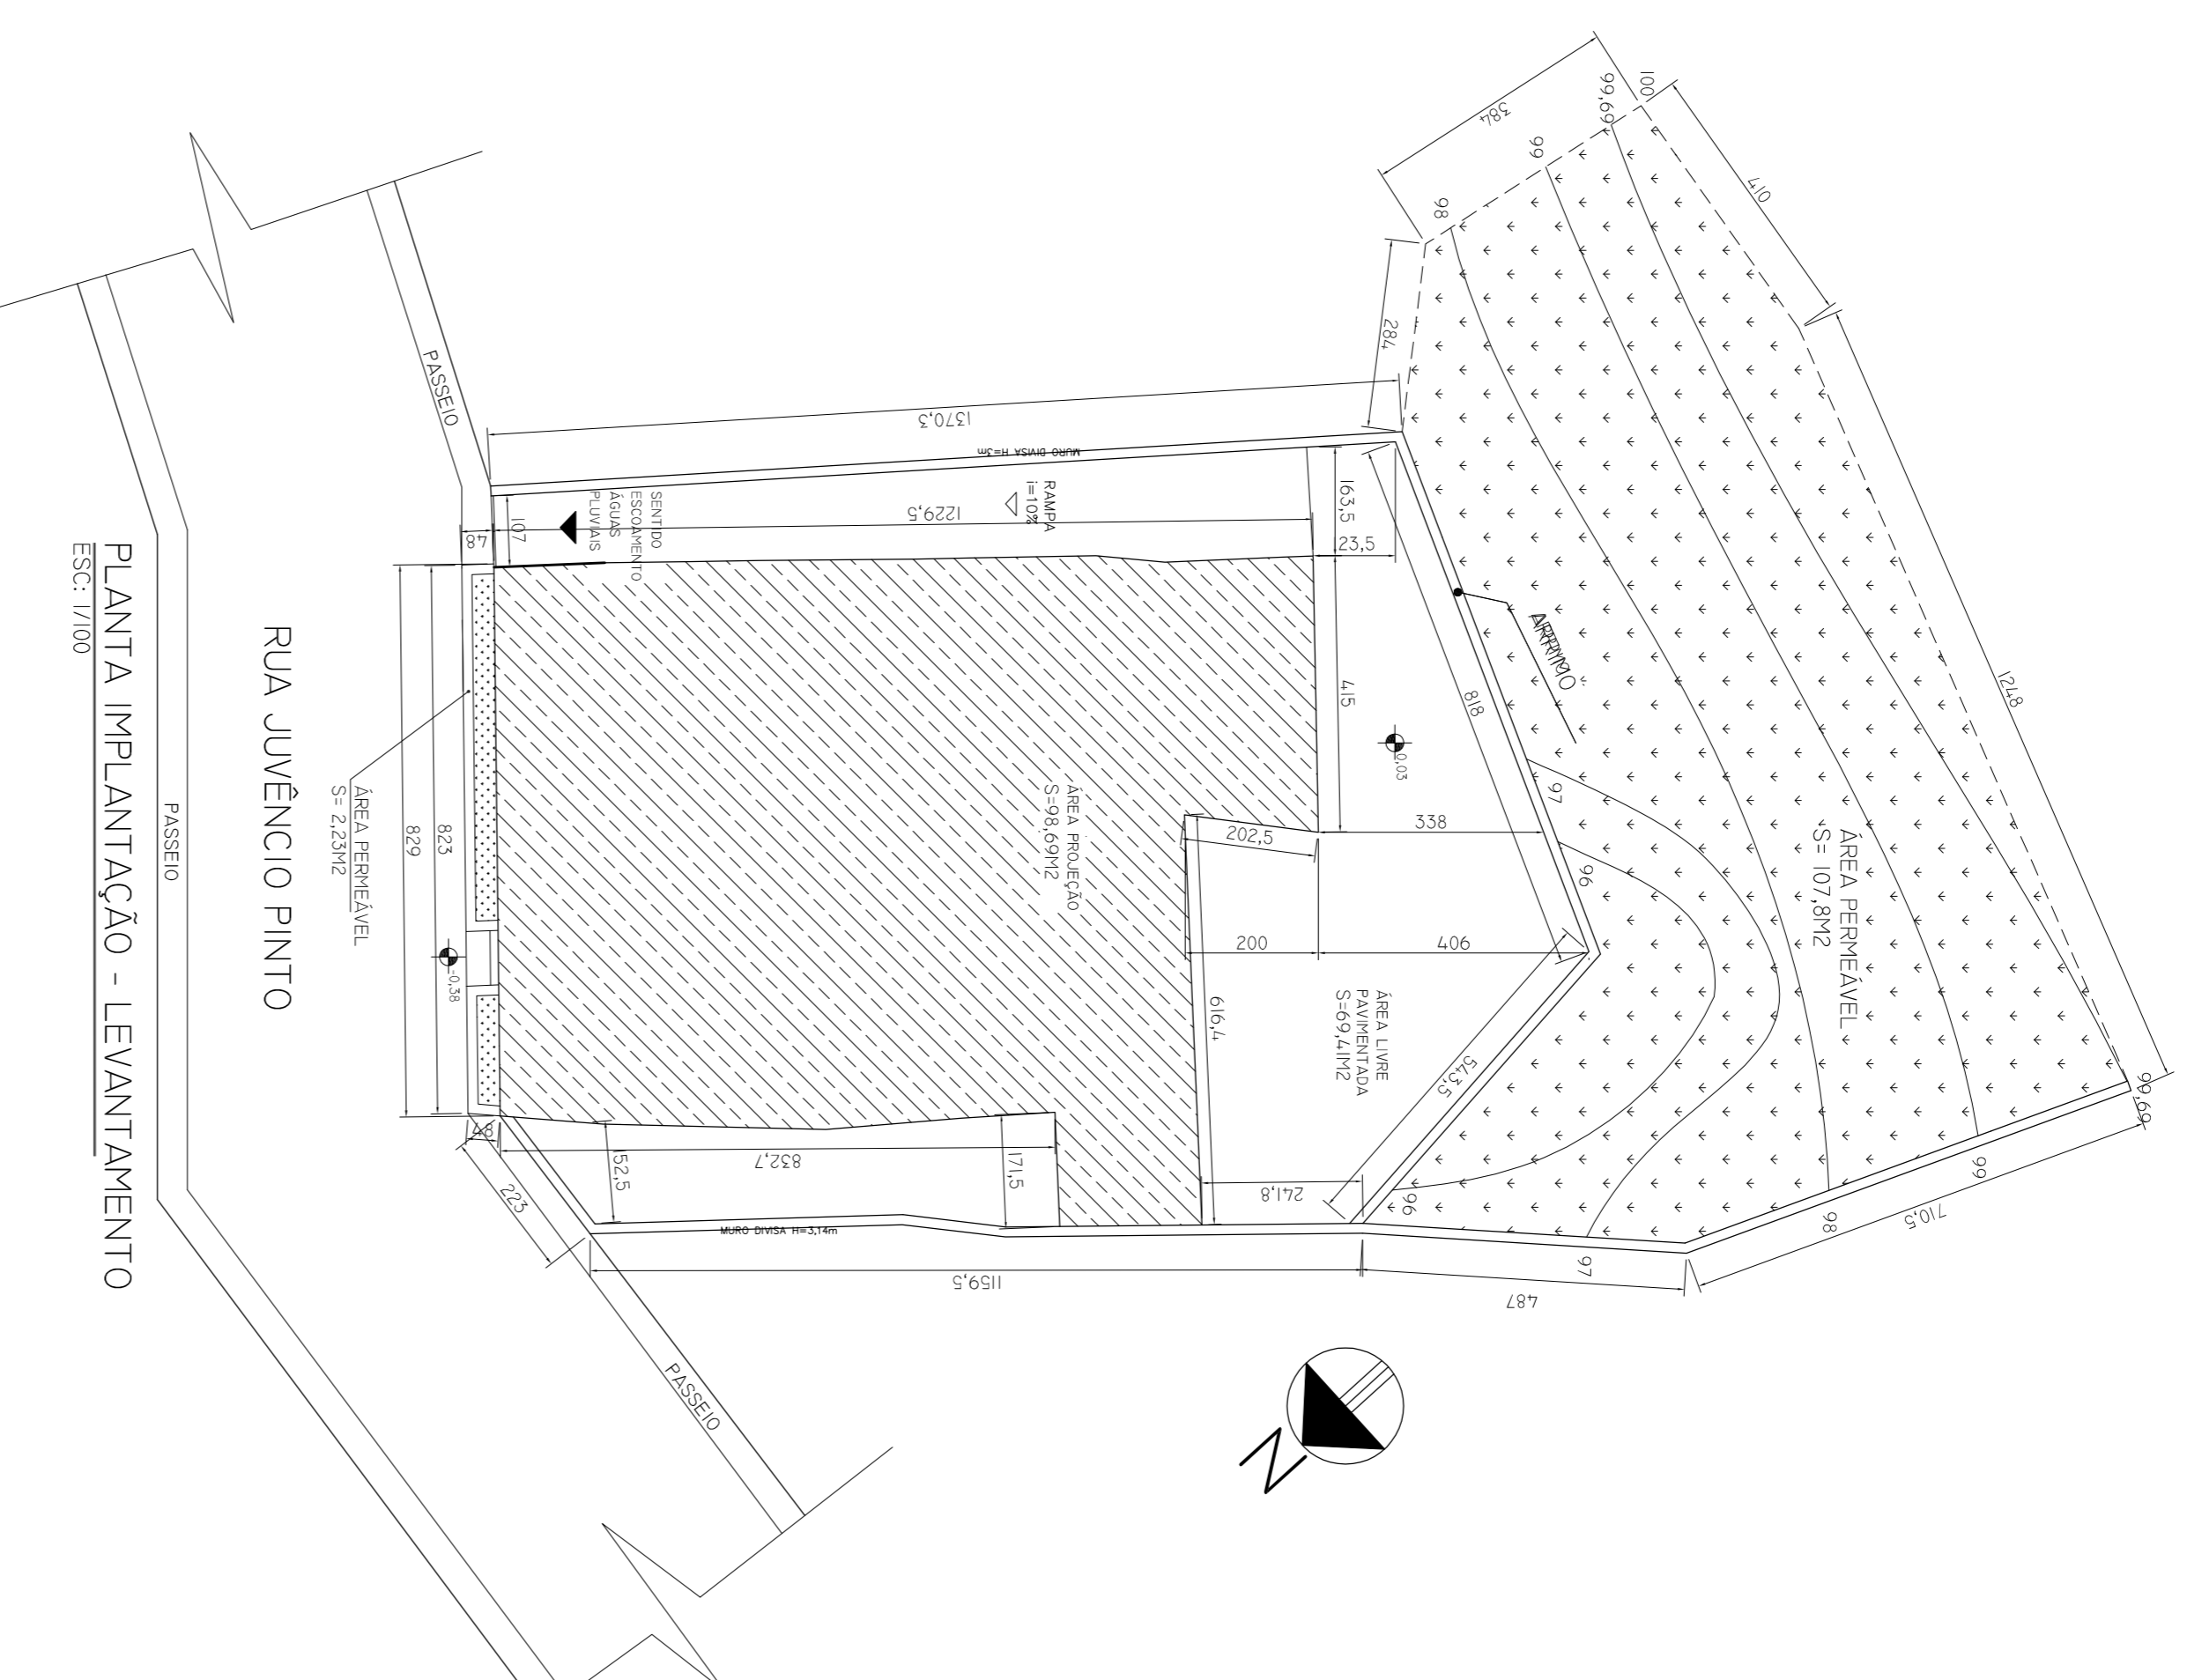 PLANTA IMPLANTAÇÃO - LEVANTAMENTO
ESC: 1/100
RUA JUVÊNCIO PINTO
PASSEIO
PASSEIO
PASSEIO
ÁREA PERMEÁVEL
S= 2,23M2
ÁREA PROJEÇÃO
S=98,69M2
ÁREA LIVRE
PAVIMENTADA
S=69,41M2
ÁREA PERMEÁVEL
S= 107,8M2
ARRIMO
RAMPA
i=10%
SENTIDO
ESCOAMENTO
ÁGUAS
PLUVIAIS
MURO DIVISA H=3m
MURO DIVISA H=3,14m
N
384
410
1248
284
1370,3
1229,5
163,5
23,5
107
48
415
818
338
202,5
200
406
616,4
543,5
241,8
171,5
832,7
152,5
48
223
823
829
1159,5
487
710,5
0,03
-0,38
100
99,69
99
98
97
96
96
97
98
99
99,69